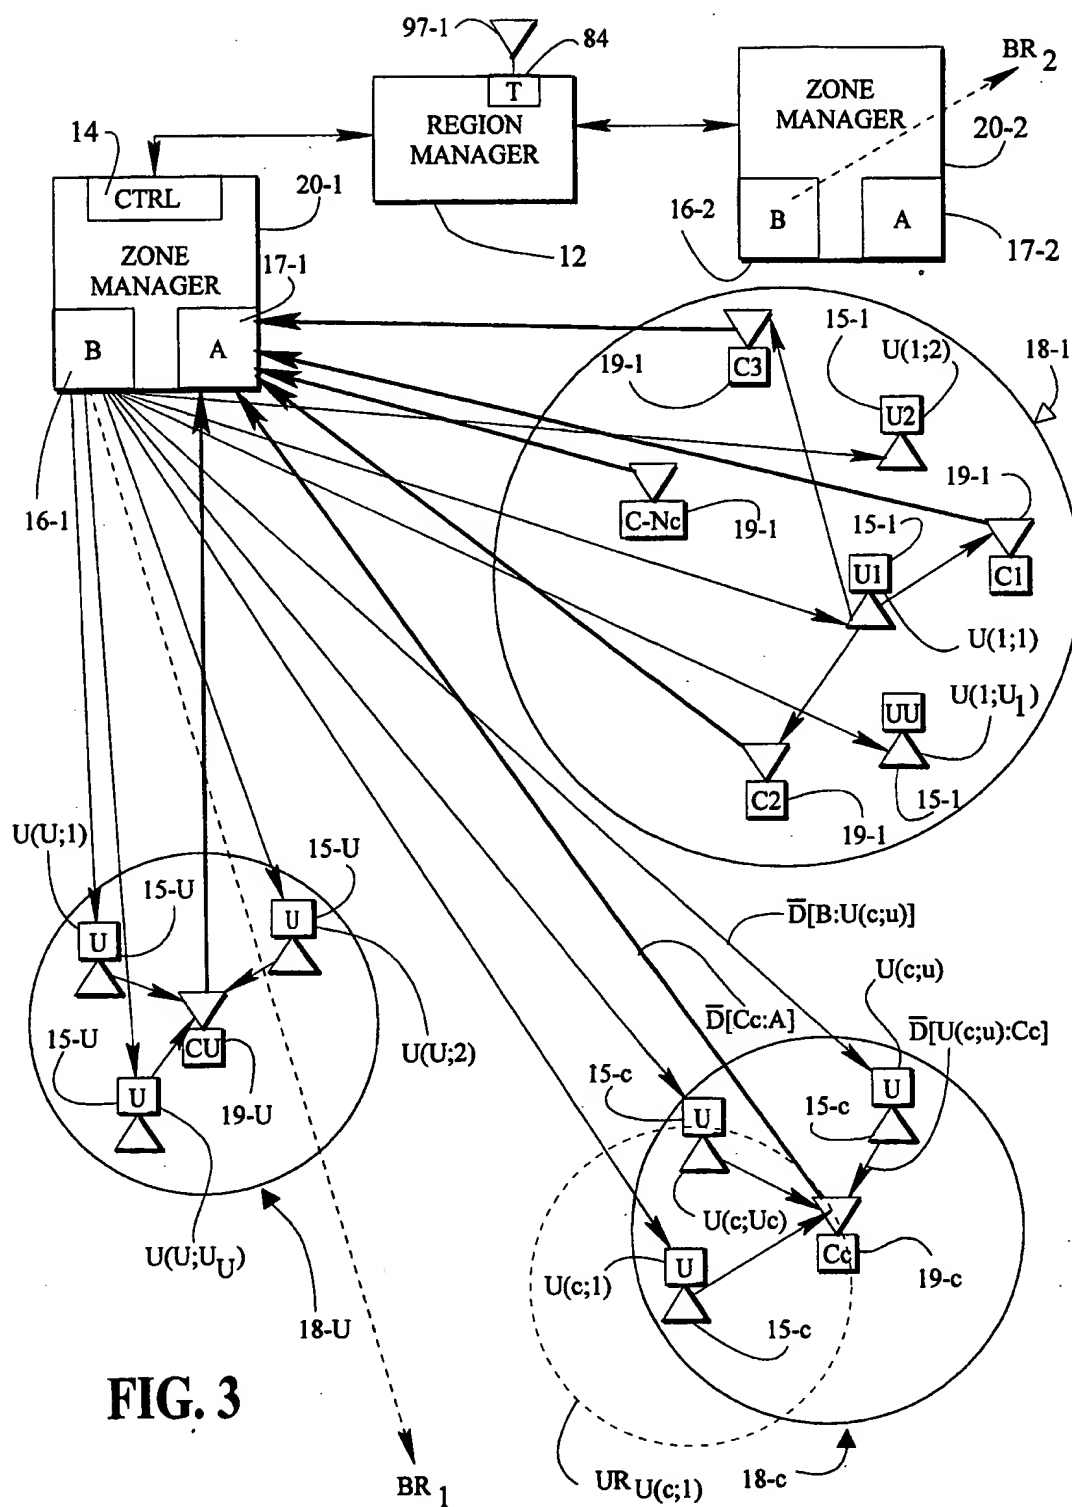 97-1
84
BR 2
T
REGION
MANAGER
ZONE
MANAGER
20-2
14
CTRL
20-1
ZONE
MANAGER
17-1
12
16-2
B
A
17-2
B
A
16-1
19-1
C3
15-1
U(1;2)
18-1
U2
C-Nc
19-1
15-1
19-1
U1
C1
U(1;1)
UU
U(1;U1)
15-1
C2
19-1
U(U;1)
15-U
15-U
U
U
15-U
CU
U(U;2)
U
19-U
U(U;UU)
18-U
D̅[B:U(c;u)]
U(c;u)
D̅[Cc:A]
D̅[U(c;u):Cc]
15-c
U
15-c
U
U(c;Uc)
Cc
19-c
U(c;1)
U
15-c
FIG. 3
BR 1
UR U(c;1)
18-c